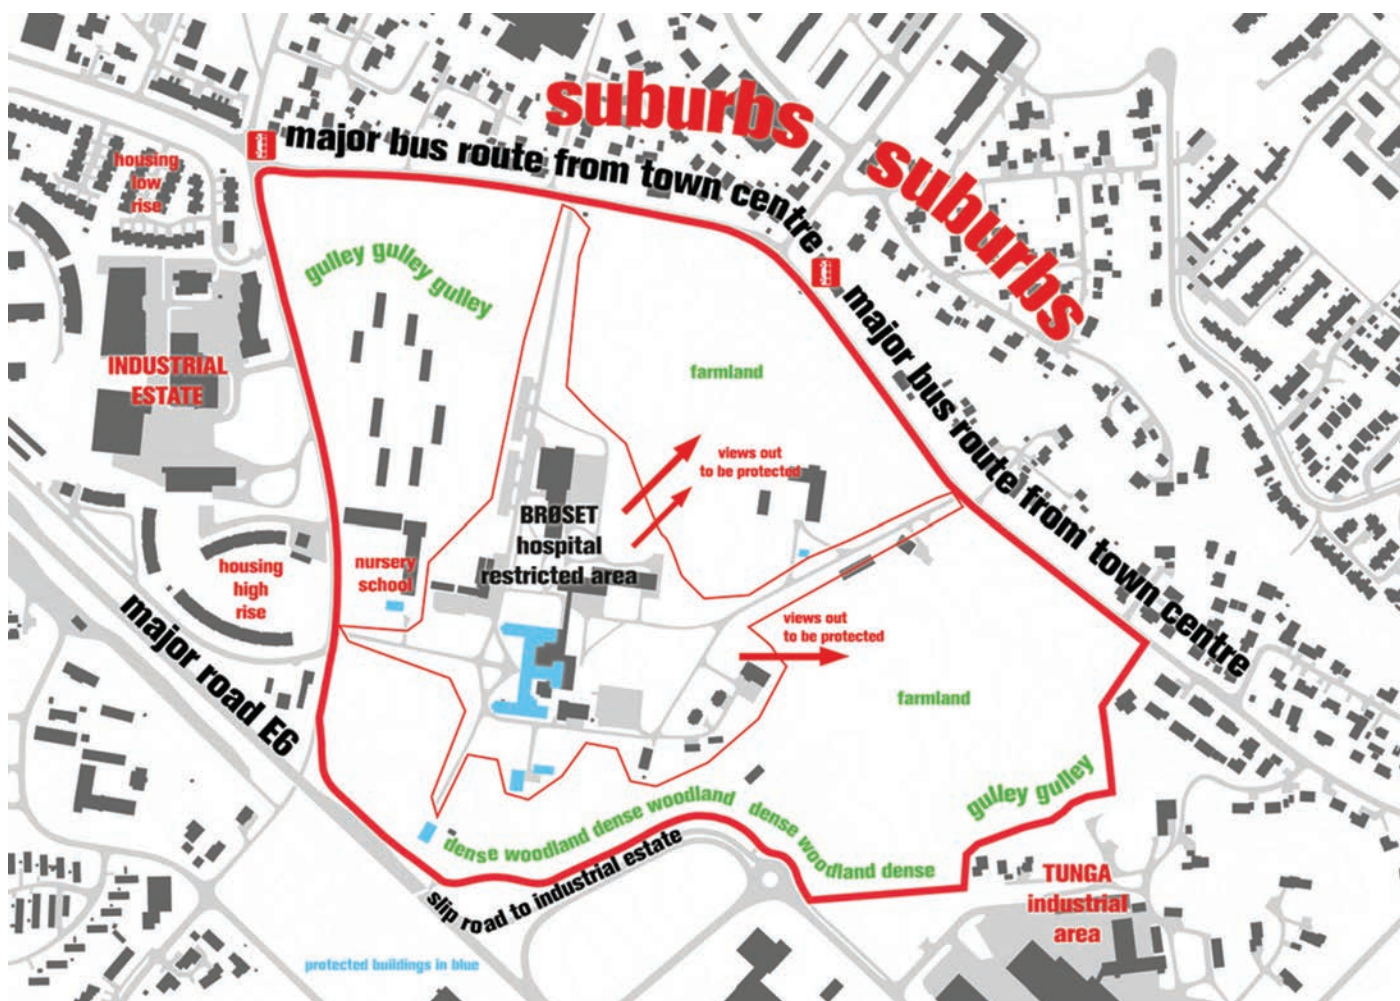 suburbs
suburbs
major bus route from town centre
major bus route from town centre
housing
low
rise
gulley gulley gulley
INDUSTRIAL
ESTATE
farmland
views out
to be protected
BRØSET
hospital
restricted area
nursery
school
housing
high
rise
views out
to be protected
major road E6
farmland
gulley gulley
dense woodland dense woodland
dense woodland dense
slip road to industrial estate
TUNGA
industrial
area
protected buildings in blue